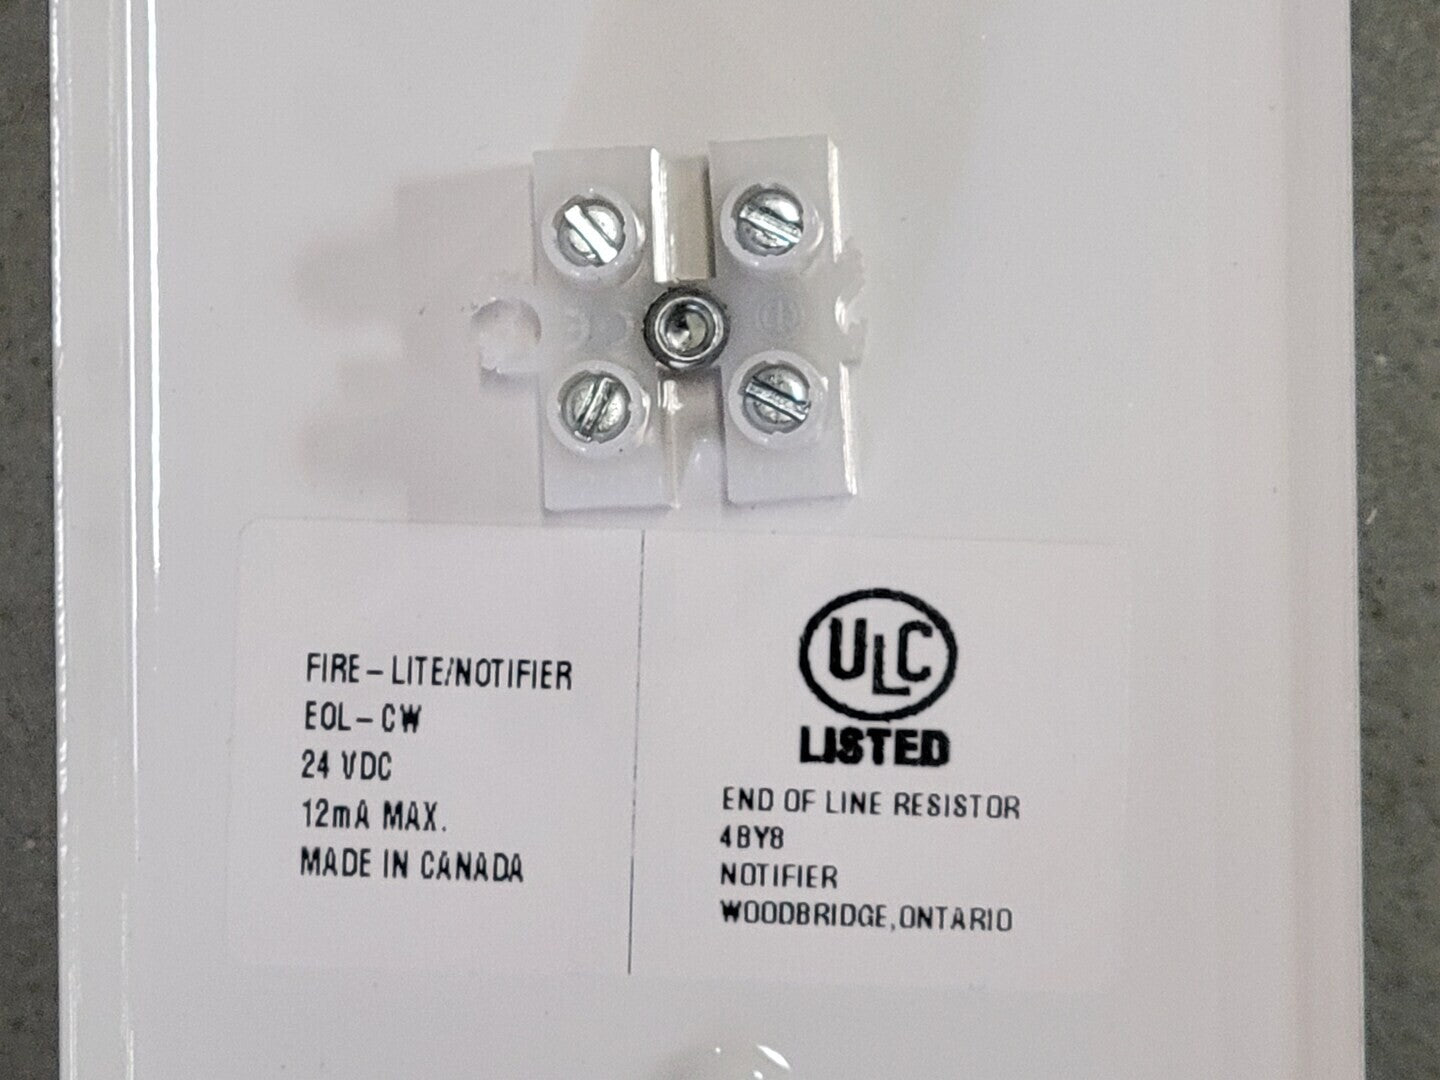 FIRE-LITE/NOTIFIER
EOL-CW
24 VDC
12mA MAX.
MADE IN CANADA
ULC
LISTED
END OF LINE RESISTOR
4BY8
NOTIFIER
WOODBRIDGE,ONTARIO